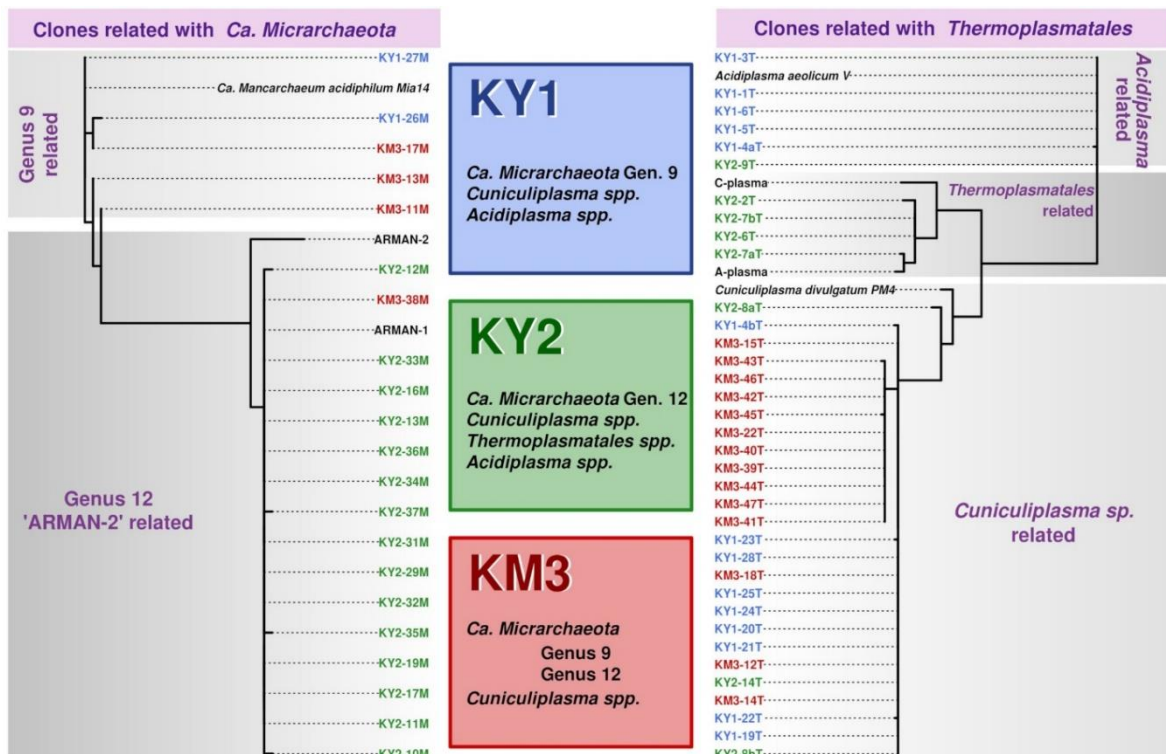 Clones related with Ca. Micrarchaeota
Genus 9
related
KY1-27M
Ca. Mancarchaeum acidiphilum Mia14
KY1-26M
KM3-17M
KM3-13M
KM3-11M
Genus 12
'ARMAN-2' related
ARMAN-2
KY2-12M
KM3-38M
ARMAN-1
KY2-33M
KY2-16M
KY2-13M
KY2-36M
KY2-34M
KY2-37M
KY2-31M
KY2-29M
KY2-32M
KY2-35M
KY2-19M
KY2-17M
KY2-11M
KY2-10M
KY1
Ca. Micrarchaeota Gen. 9
Cuniculiplasma spp.
Acidiplasma spp.
KY2
Ca. Micrarchaeota Gen. 12
Cuniculiplasma spp.
Thermoplasmatales spp.
Acidiplasma spp.
KM3
Ca. Micrarchaeota
Genus 9
Genus 12
Cuniculiplasma spp.
Clones related with Thermoplasmatales
KY1-3T
Acidiplasma aeolicum V
KY1-1T
KY1-6T
KY1-5T
KY1-4aT
KY2-9T
Acidiplasma
related
C-plasma
KY2-2T
KY2-7bT
KY2-6T
KY2-7aT
A-plasma
Thermoplasmatales
related
Cuniculiplasma divulgatum PM4
KY2-8aT
KY1-4bT
KM3-15T
KM3-43T
KM3-46T
KM3-42T
KM3-45T
KM3-22T
KM3-40T
KM3-39T
KM3-44T
KM3-47T
KM3-41T
KY1-23T
KY1-28T
KM3-18T
KY1-25T
KY1-24T
KY1-20T
KY1-21T
KM3-12T
KY2-14T
KM3-14T
KY1-22T
KY1-19T
KY2-8bT
Cuniculiplasma sp.
related